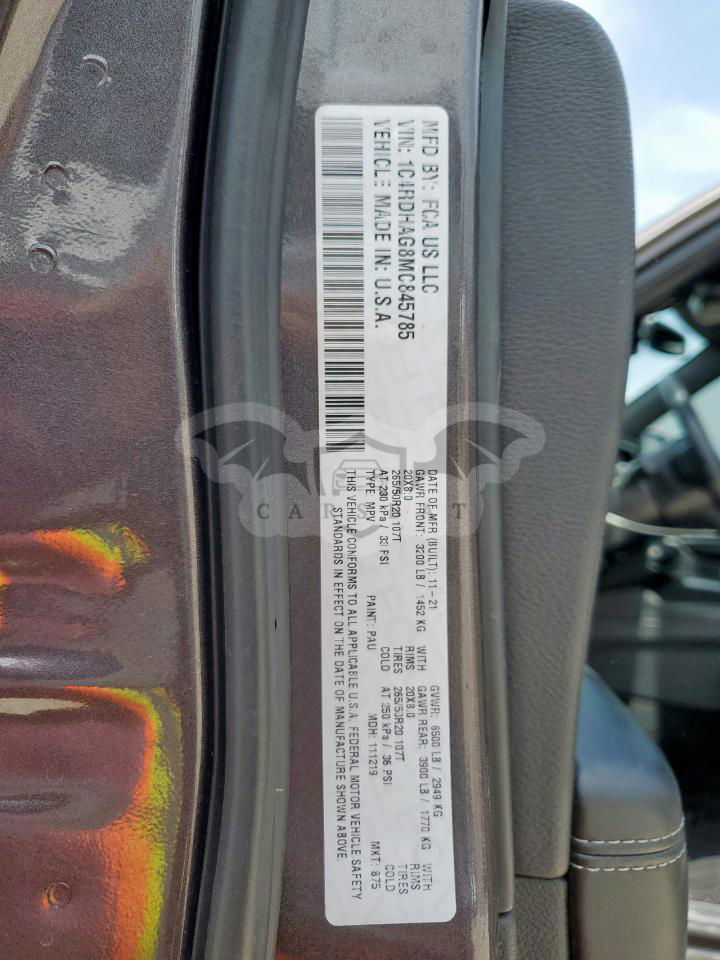 MFD BY: FCA US LLC
VIN: 1C4RDHAG8MC845785
VEHICLE MADE IN: U.S.A.
DATE OF MFR (BUILT): 11-21 GVWR: 6500 LB / 2949 KG
GAWR FRONT: 3200 LB / 1452 KG WITH GAWR REAR: 3900 LB / 1770 KG WITH
20X8.0 RIMS 20X8.0 RIMS
265/50R20 107T TIRES 265/50R20 107T TIRES
AT 230 kPa / 33 PSI COLD AT 250 kPa / 36 PSI COLD
TYPE: MPV PAINT: PAU MDH: 111219 MKT: 875
THIS VEHICLE CONFORMS TO ALL APPLICABLE U.S.A. FEDERAL MOTOR VEHICLE SAFETY
STANDARDS IN EFFECT ON THE DATE OF MANUFACTURE SHOWN ABOVE.